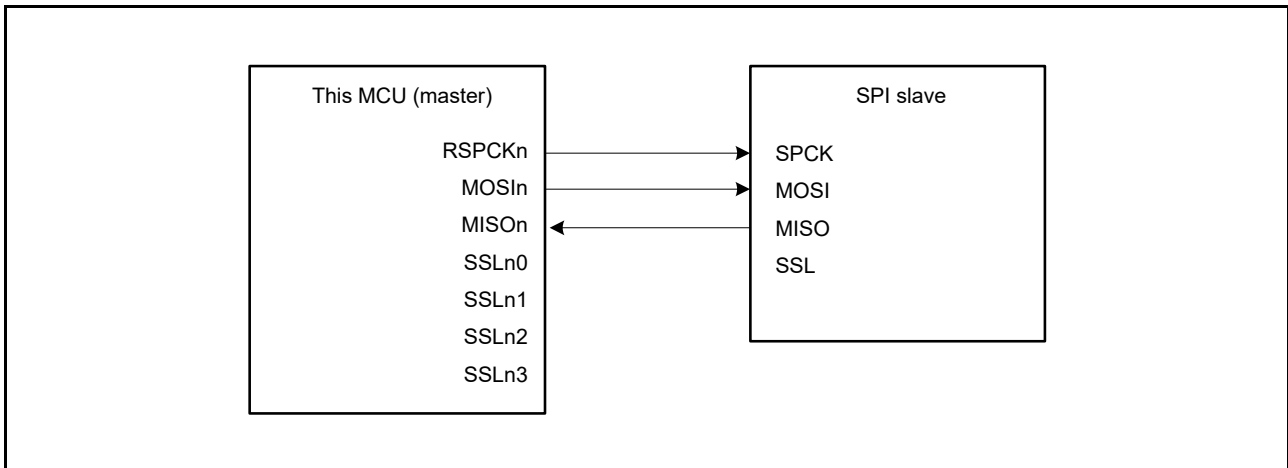 This MCU (master)
RSPCKn
MOSIn
MISOn
SSLn0
SSLn1
SSLn2
SSLn3
SPI slave
SPCK
MOSI
MISO
SSL